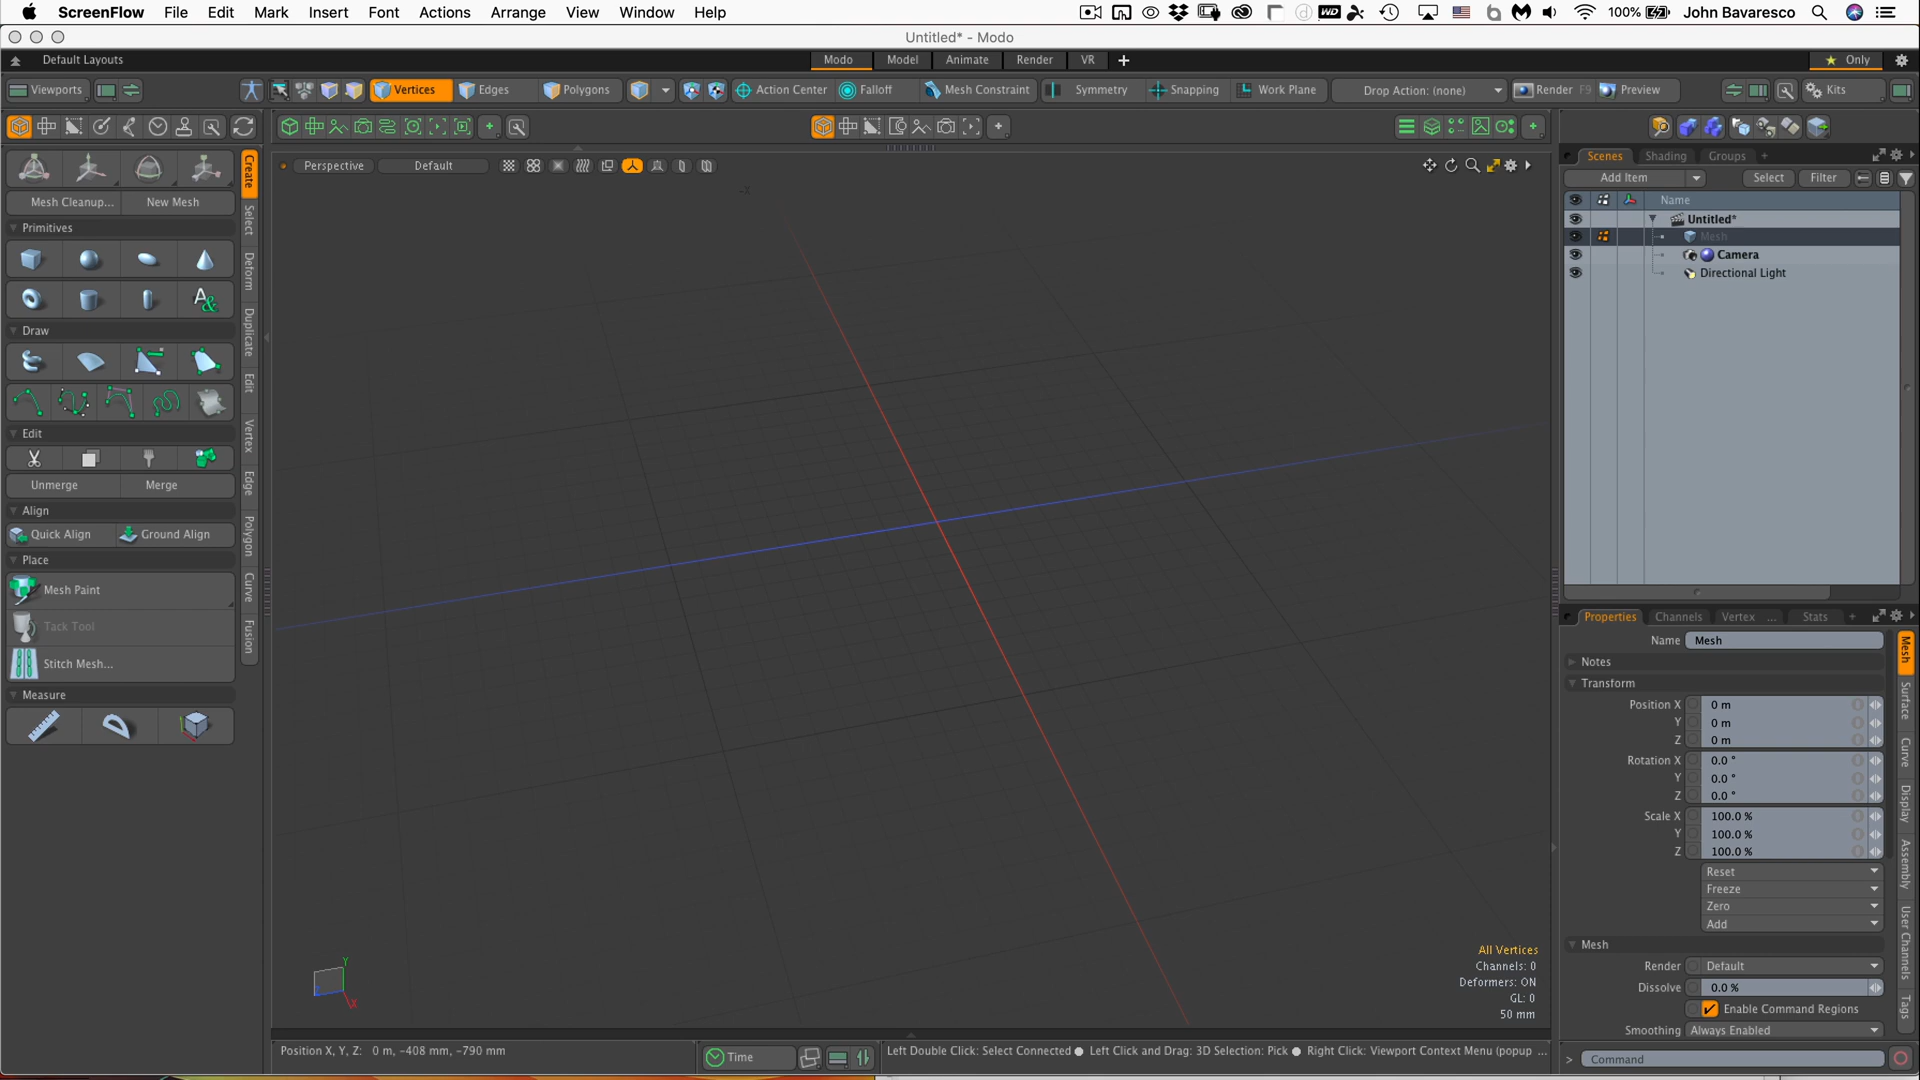 ScreenFlow File Edit Mark Insert Font Actions Arrange View Window Help 100% John Bavaresco
Untitled* - Modo
Default Layouts Modo Model Animate Render VR + Only
Viewports Vertices Edges Polygons Action Center Falloff Mesh Constraint Symmetry Snapping Work Plane Drop Action: (none) Render F9 Preview Kits
Perspective Default
Mesh Cleanup... New Mesh
Primitives
Draw
Edit
Unmerge Merge
Align
Quick Align Ground Align
Place
Mesh Paint
Tack Tool
Stitch Mesh...
Measure
Create
Select
Deform
Duplicate
Edit
Vertex
Edge
Polygon
Curve
Fusion
-X
Y
X
All Vertices
Channels: 0
Deformers: ON
GL: 0
50 mm
Scenes Shading Groups +
Add Item Select Filter
Name
Untitled*
Mesh
Camera
Directional Light
Properties Channels Vertex ... Stats +
Name Mesh
Notes
Transform
Position X 0 m
Y 0 m
Z 0 m
Rotation X 0.0 °
Y 0.0 °
Z 0.0 °
Scale X 100.0 %
Y 100.0 %
Z 100.0 %
Reset
Freeze
Zero
Add
Mesh
Render Default
Dissolve 0.0 %
Enable Command Regions
Smoothing Always Enabled
Mesh
Surface
Curve
Display
Assembly
User Channels
Tags
Position X, Y, Z: 0 m, -408 mm, -790 mm
Time
Left Double Click: Select Connected ● Left Click and Drag: 3D Selection: Pick ● Right Click: Viewport Context Menu (popup ...
> Command